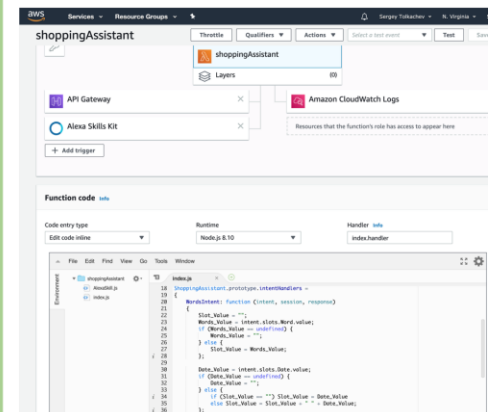 aws Services Resource Groups Sergey Tolkachev N. Virginia
shoppingAssistant Throttle Qualifiers Actions Select a test event Test Save
shoppingAssistant
Layers (0)
API Gateway
Amazon CloudWatch Logs
Alexa Skills Kit
Resources that the function's role has access to appear here
+ Add trigger
Function code Info
Code entry type Runtime Handler Info
Edit code inline Node.js 8.10 index.handler
File Edit Find View Go Tools Window
Environment
shoppingAssistant
AlexaSkill.js
index.js
index.js
18 ShoppingAssistant.prototype.intentHandlers =
19 {
20 WordsIntent: function (intent, session, response)
21 {
22 Slot_Value = "";
23 Words_Value = intent.slots.Word.value;
24 if (Words_Value == undefined) {
25 Words_Value = "";
26 } else {
27 Slot_Value = Words_Value;
28 };
29
30 Date_Value = intent.slots.Date.value;
31 if (Date_Value == undefined) {
32 Date_Value = "";
33 } else {
34 if (Slot_Value == "") Slot_Value = Date_Value
35 else Slot_Value = Slot_Value + " " + Date_Value;
36 };